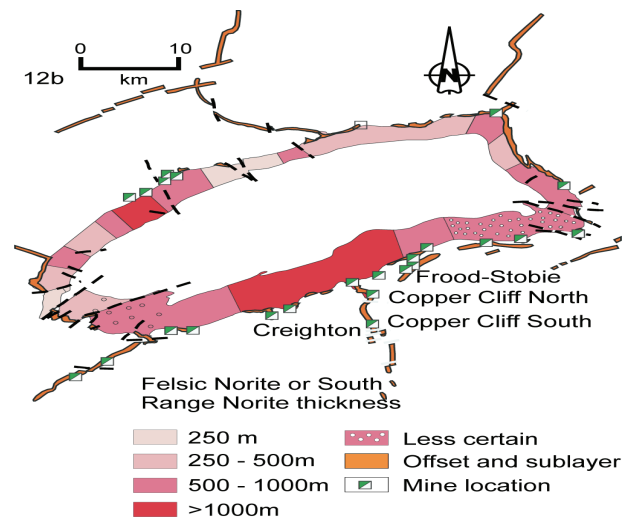 0 10
km
12b
N
Frood-Stobie
Copper Cliff North
Creighton
Copper Cliff South
Felsic Norite or South
Range Norite thickness
250 m
250 - 500m
500 - 1000m
>1000m
Less certain
Offset and sublayer
Mine location